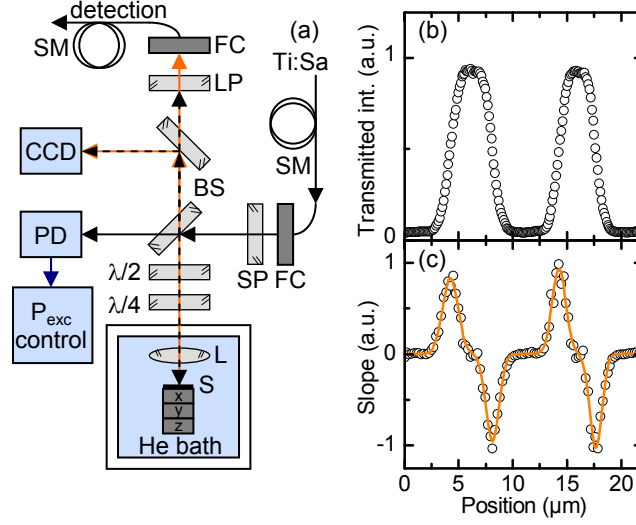 (a)
detection
SM
FC
Ti:Sa
LP
SM
CCD
BS
PD
SP
FC
λ/2
λ/4
P_exc
control
L
S
x
y
z
He bath
(b)
Transmitted int. (a.u.)
1
0
(c)
Slope (a.u.)
1
0
-1
0
5
10
15
20
Position (µm)